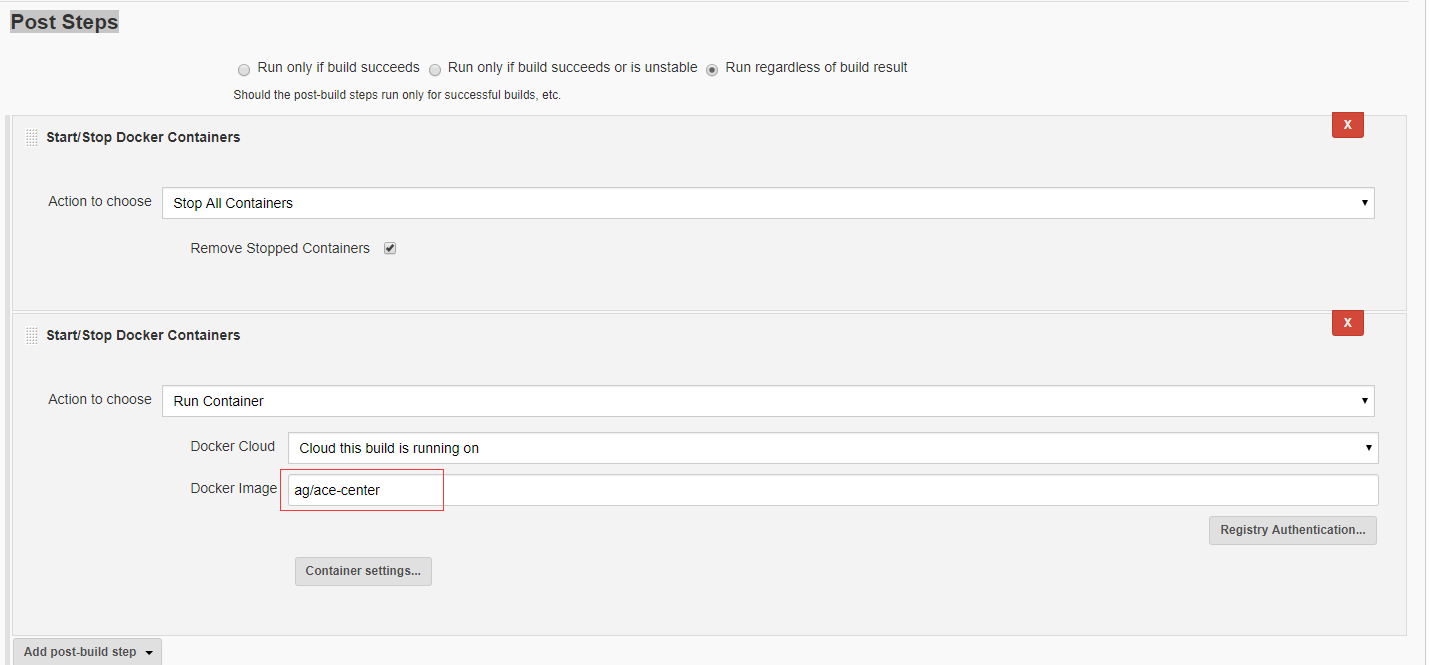 Post Steps
Run only if build succeeds Run only if build succeeds or is unstable Run regardless of build result
Should the post-build steps run only for successful builds, etc.
X
Start/Stop Docker Containers
Action to choose Stop All Containers
Remove Stopped Containers
X
Start/Stop Docker Containers
Action to choose Run Container
Docker Cloud Cloud this build is running on
Docker Image ag/ace-center
Registry Authentication...
Container settings...
Add post-build step